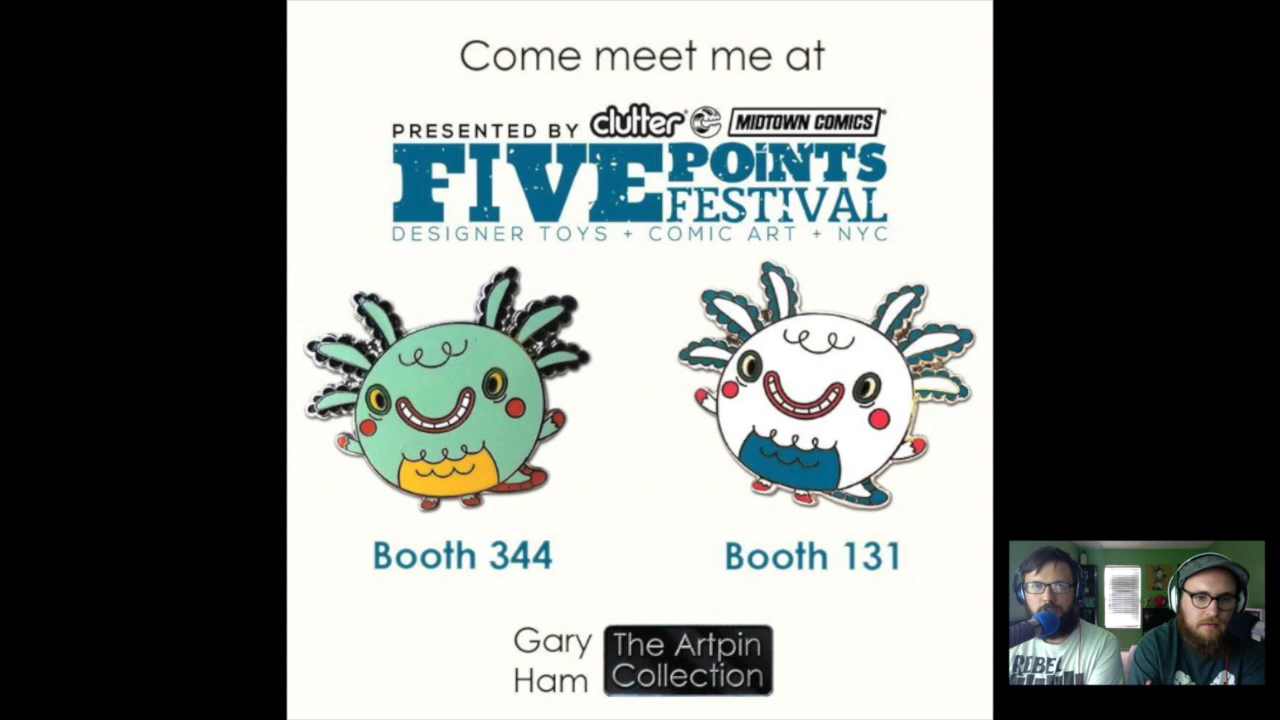 Come meet me at
PRESENTED BY clutter MIDTOWN COMICS
FIVE POiNTS
FESTIVAL
DESIGNER TOYS + COMIC ART + NYC
Booth 344
Booth 131
Gary Ham
The Artpin Collection
REBEL